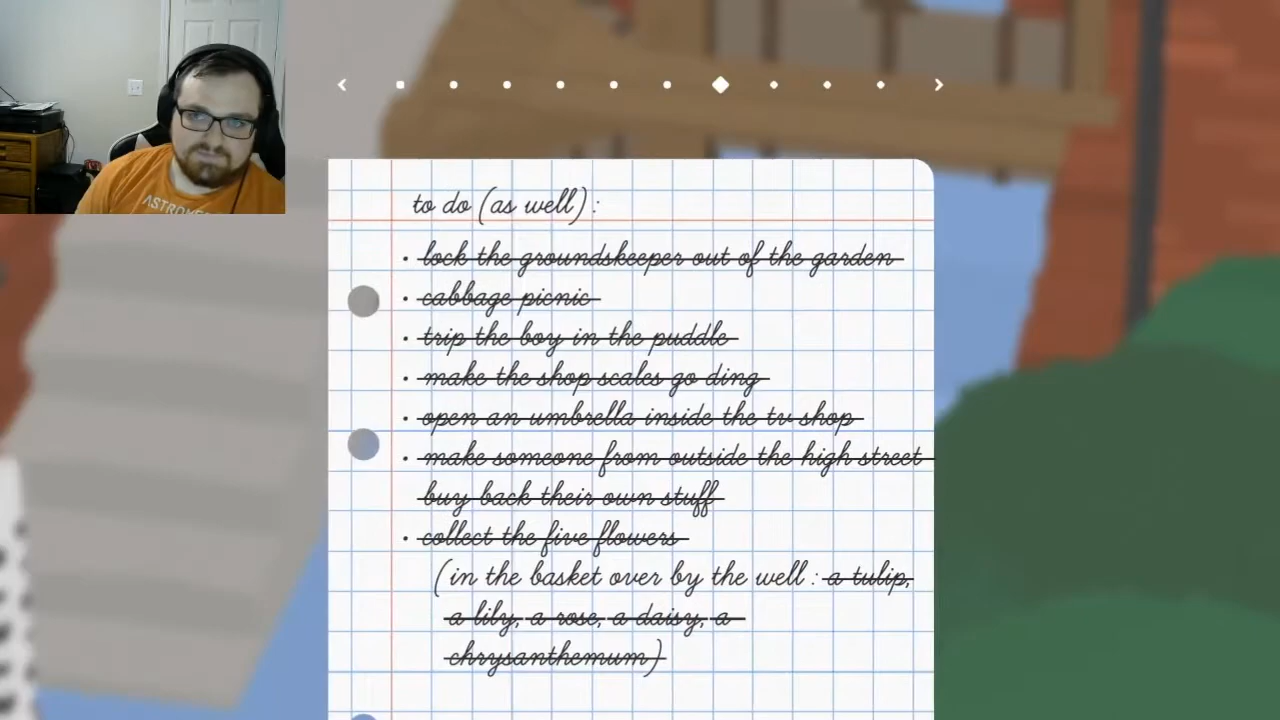 ASTROM
to do (as well):
• lock the groundskeeper out of the garden
• cabbage picnic
• trip the boy in the puddle
• make the shop scales go ding
• open an umbrella inside the tv shop
• make someone from outside the high street
buy back their own stuff
• collect the five flowers
(in the basket over by the well: a tulip,
a lily, a rose, a daisy, a
chrysanthemum)